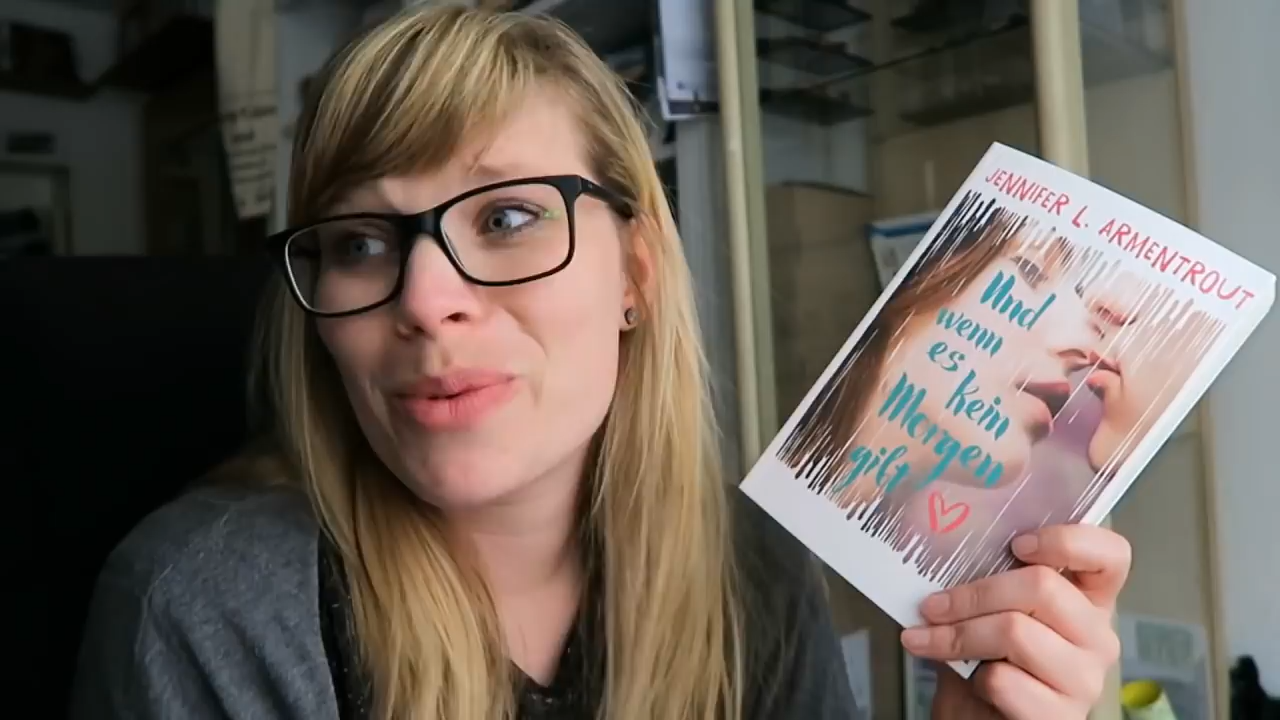 JENNIFER L. ARMENTROUT
Und
wenn
es
kein
Morgen
gibt